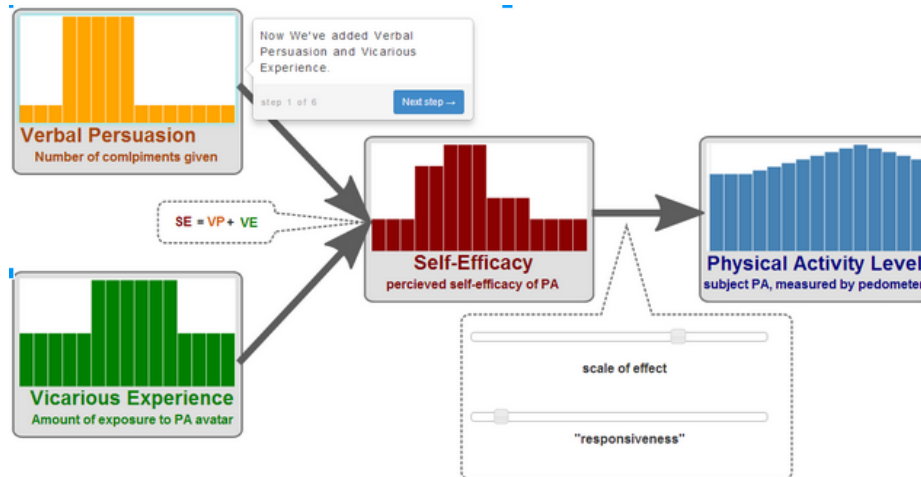 Now We've added Verbal
Persuasion and Vicarious
Experience.
step 1 of 6
Next step →
Verbal Persuasion
Number of comlpiments given
SE = VP + VE
Self-Efficacy
percieved self-efficacy of PA
Physical Activity Level
subject PA, measured by pedometer
Vicarious Experience
Amount of exposure to PA avatar
scale of effect
"responsiveness"